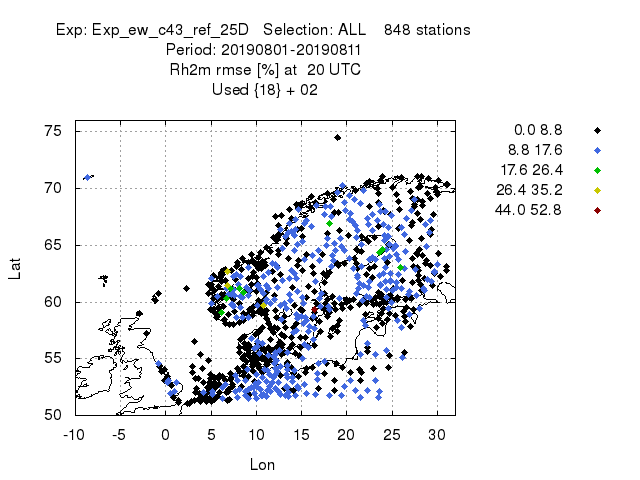 Exp: Exp_ew_c43_ref_25D Selection: ALL 848 stations
Period: 20190801-20190811
Rh2m rmse [%] at 20 UTC
Used {18} + 02
0.0 8.8
8.8 17.6
17.6 26.4
26.4 35.2
44.0 52.8
75
70
65
60
55
50
Lat
-10 -5 0 5 10 15 20 25 30
Lon